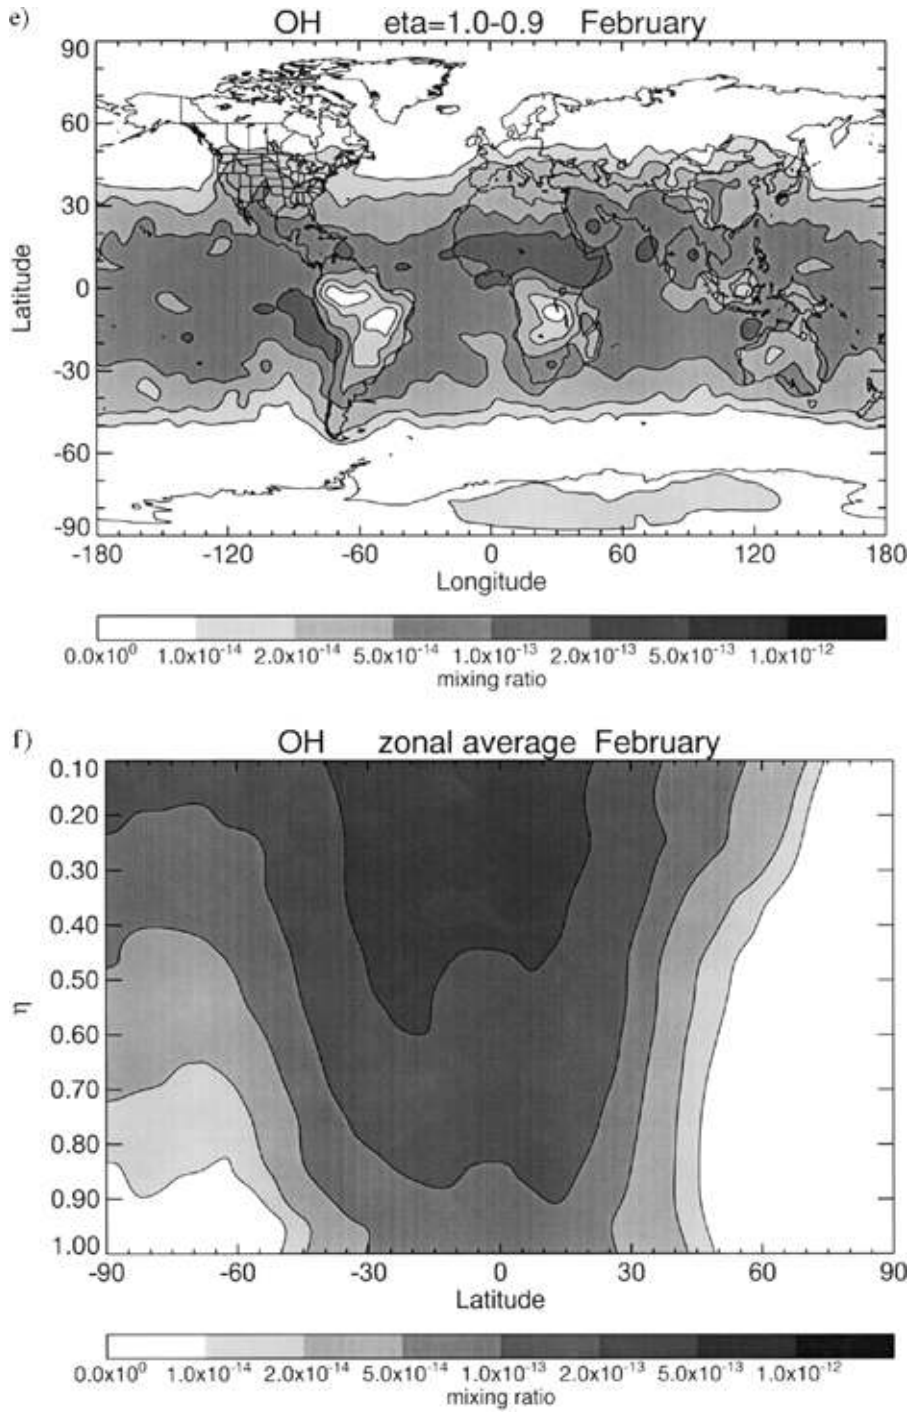 e)
OH eta=1.0-0.9 February
90
60
30
0
-30
-60
-90
Latitude
-180 -120 -60 0 60 120 180
Longitude
0.0x10⁰ 1.0x10⁻¹⁴ 2.0x10⁻¹⁴ 5.0x10⁻¹⁴ 1.0x10⁻¹³ 2.0x10⁻¹³ 5.0x10⁻¹³ 1.0x10⁻¹²
mixing ratio
f)
OH zonal average February
0.10
0.20
0.30
0.40
0.50
0.60
0.70
0.80
0.90
1.00
η
-90 -60 -30 0 30 60 90
Latitude
0.0x10⁰ 1.0x10⁻¹⁴ 2.0x10⁻¹⁴ 5.0x10⁻¹⁴ 1.0x10⁻¹³ 2.0x10⁻¹³ 5.0x10⁻¹³ 1.0x10⁻¹²
mixing ratio